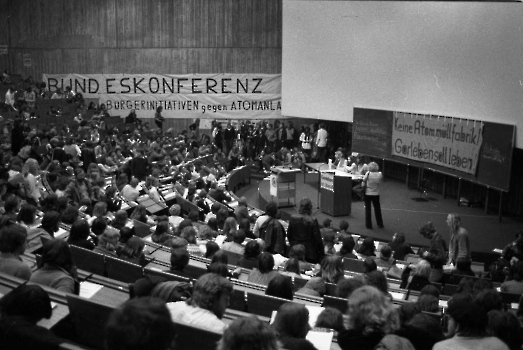 BUNDESKONFERENZ
BÜRGERINITIATIVEN gegen ATOMANLA
Keine Atommüllfabrik!
Gorleben soll leben